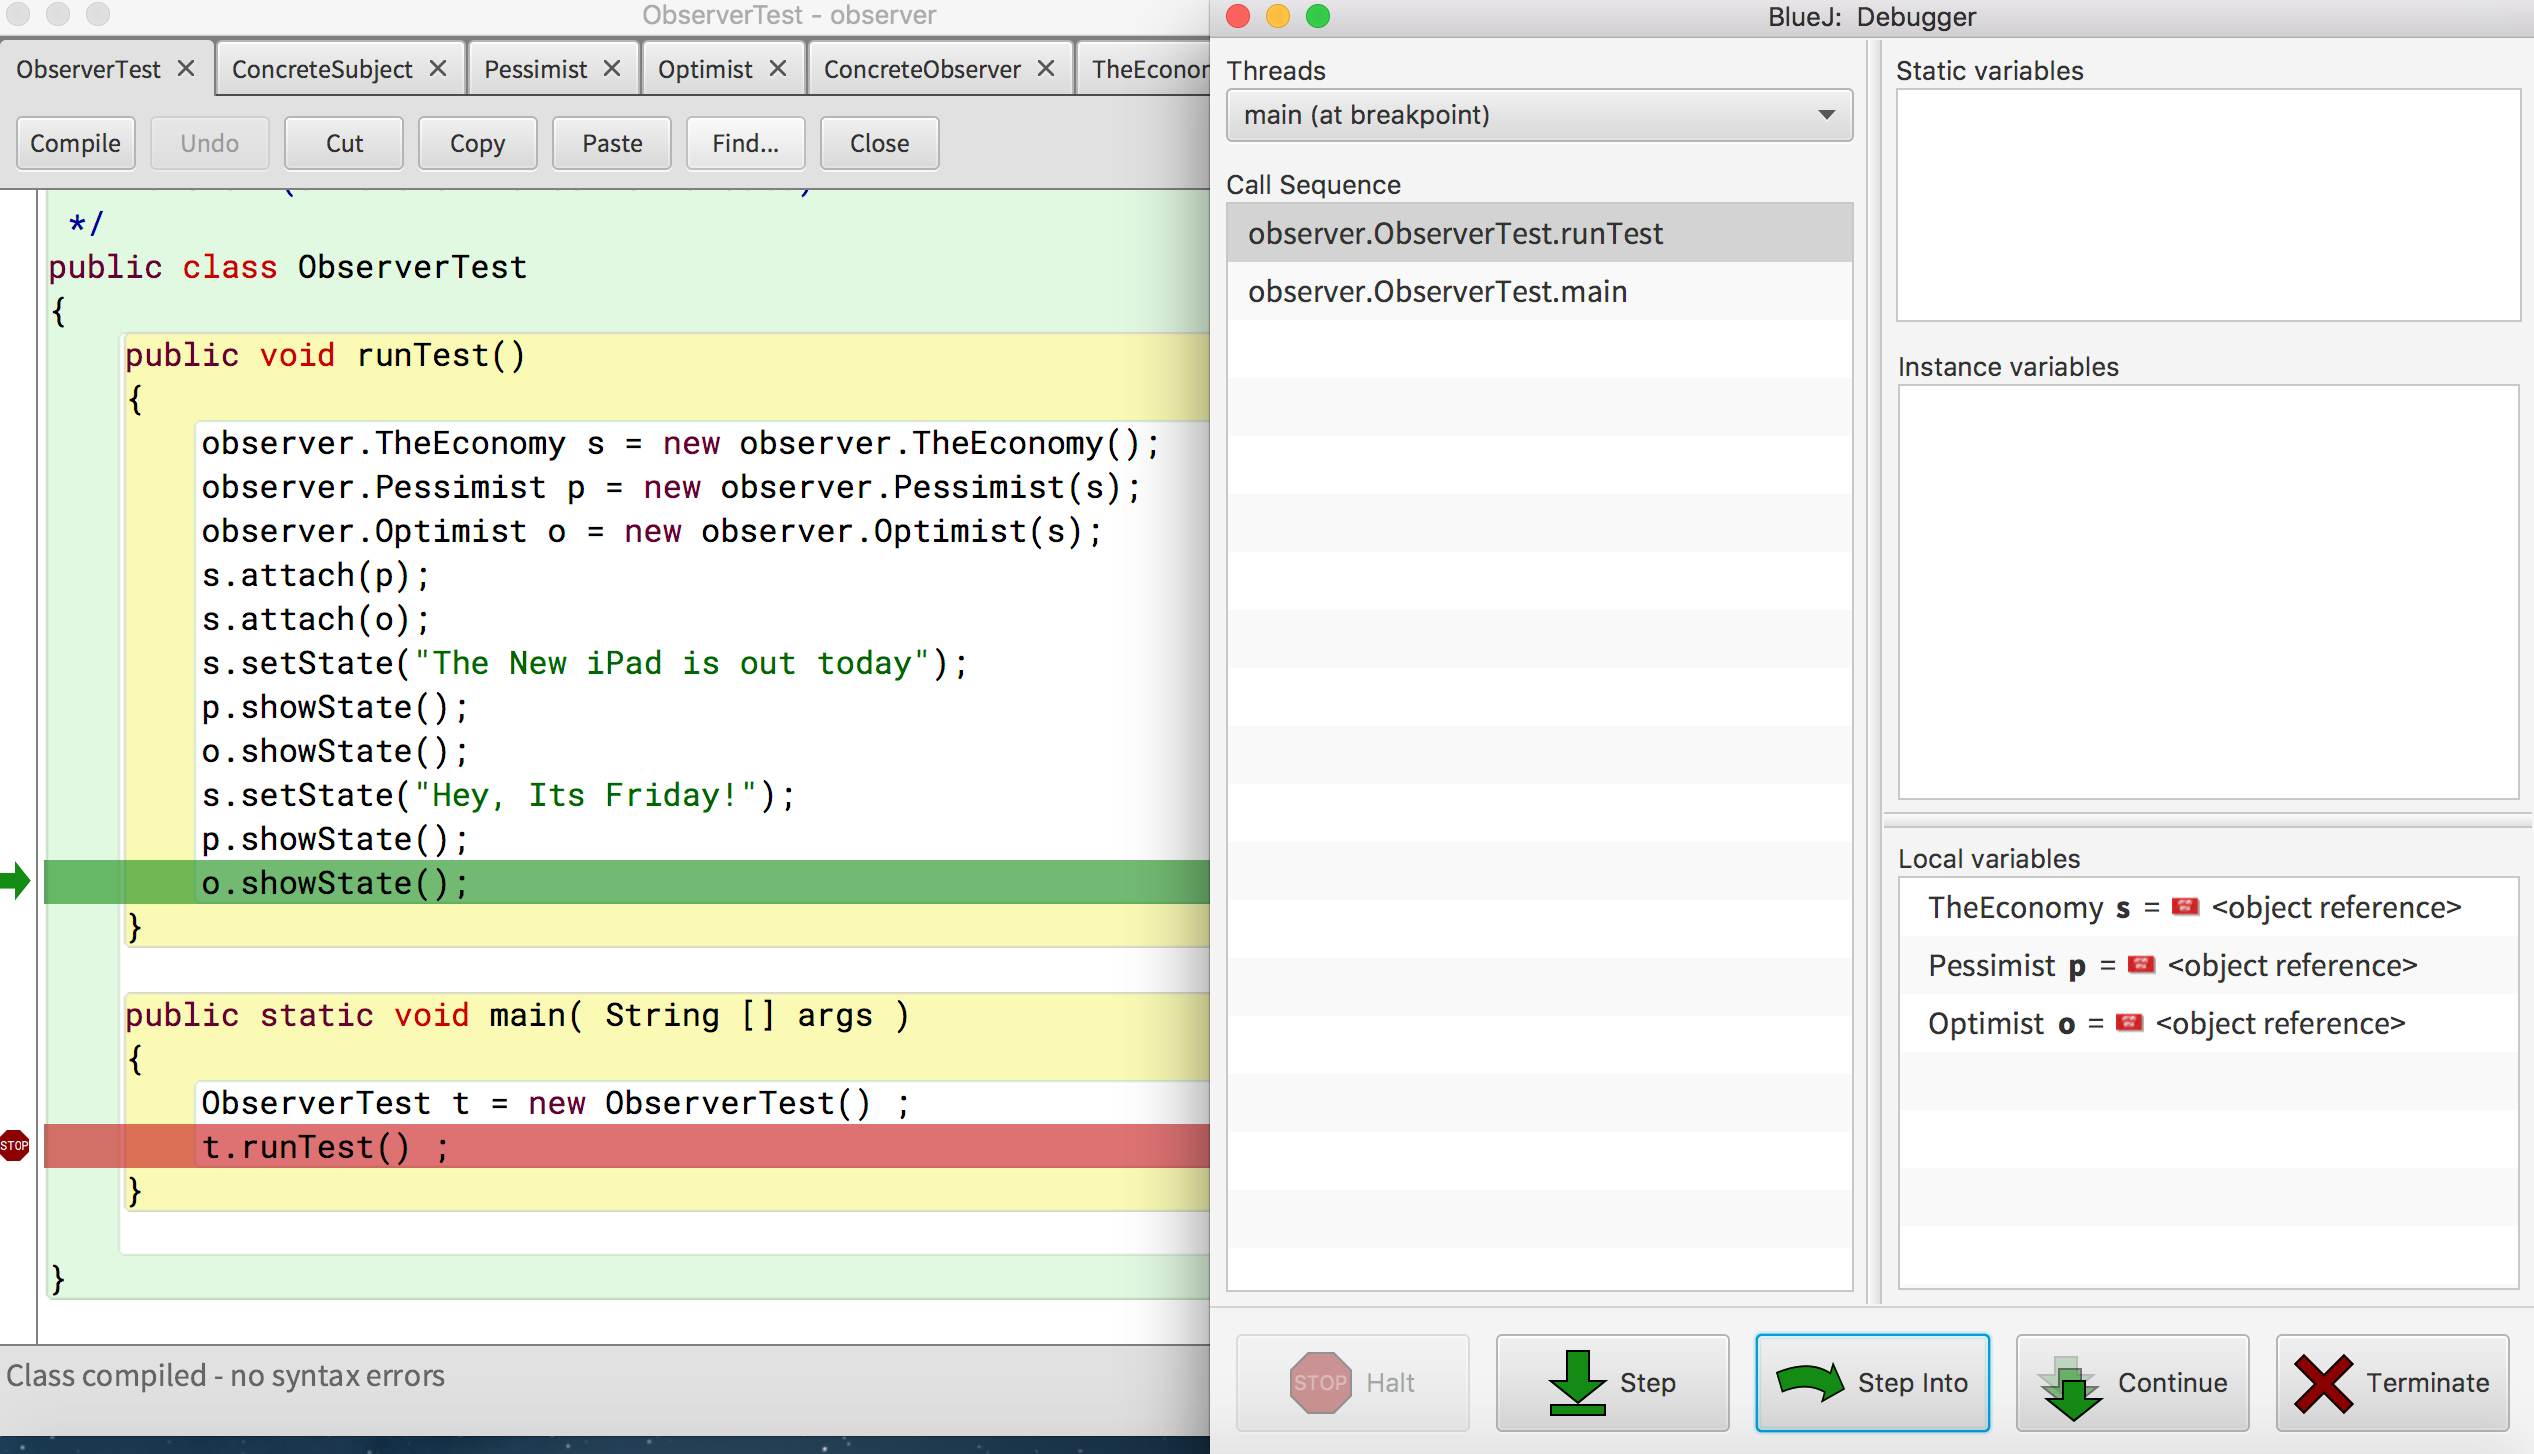 ObserverTest - observer
ObserverTest
ConcreteSubject
Pessimist
Optimist
ConcreteObserver
Compile
Undo
Cut
Copy
Paste
Find...
Close
*/
public class ObserverTest
{
public void runTest()
{
observer.TheEconomy s = new observer.TheEconomy();
observer.Pessimist p = new observer.Pessimist(s);
observer.Optimist o = new observer.Optimist(s);
s.attach(p);
s.attach(o);
s.setState("The New iPad is out today");
p.showState();
o.showState();
s.setState("Hey, Its Friday!");
p.showState();
o.showState();
}
public static void main( String [] args )
{
ObserverTest t = new ObserverTest() ;
STOP
t.runTest() ;
}
}
Class compiled - no syntax errors
BlueJ: Debugger
Threads
main (at breakpoint)
Call Sequence
observer.ObserverTest.runTest
observer.ObserverTest.main
Static variables
Instance variables
Local variables
TheEconomy s = <object reference>
Pessimist p = <object reference>
Optimist o = <object reference>
STOP Halt
Step
Step Into
Continue
Terminate